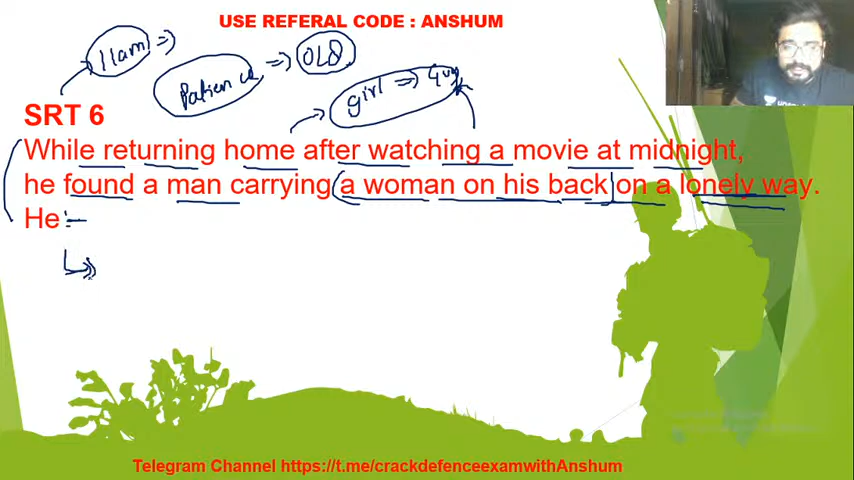 USE REFERAL CODE : ANSHUM
11am ⇒
Patience ⇒ OLD
girl ⇒
SRT 6
While returning home after watching a movie at midnight,
he found a man carrying a woman on his back on a lonely way.
He:-
Telegram Channel https://t.me/crackdefenceexamwithAnshum